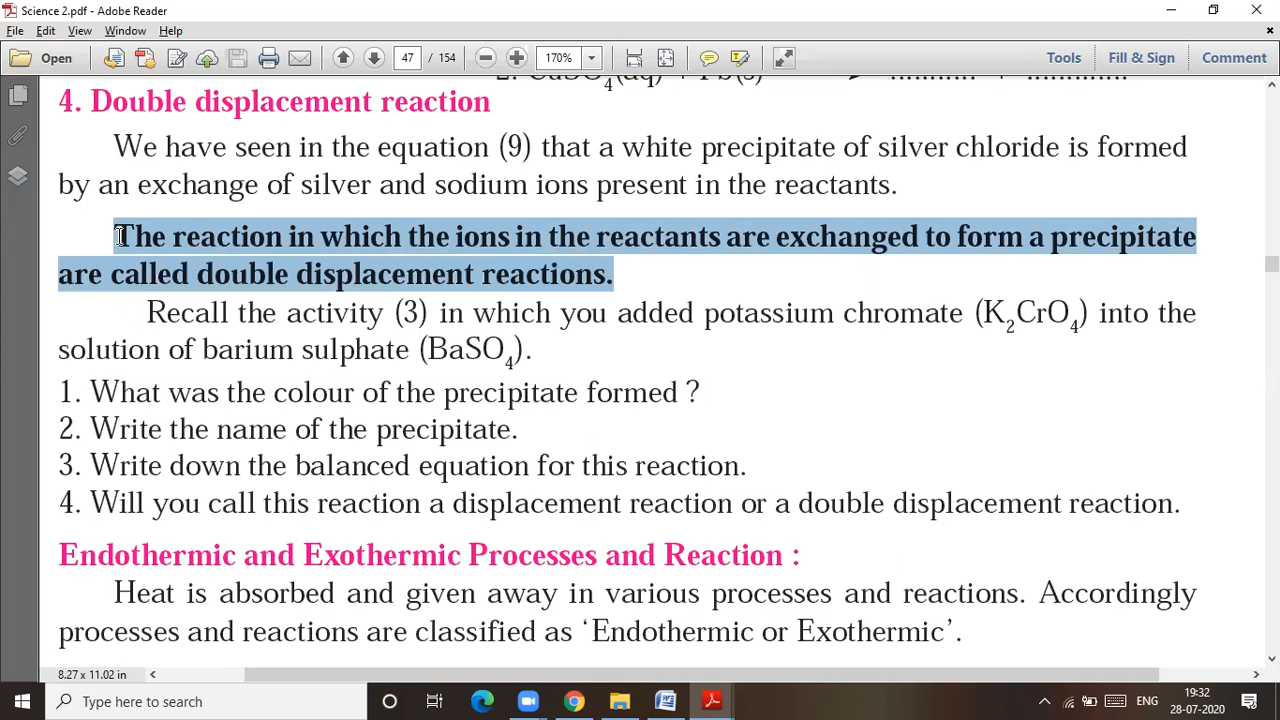 Science 2.pdf - Adobe Reader
File Edit View Window Help
Open 47 / 154 170% Tools Fill & Sign Comment
4. Double displacement reaction
We have seen in the equation (9) that a white precipitate of silver chloride is formed
by an exchange of silver and sodium ions present in the reactants.
The reaction in which the ions in the reactants are exchanged to form a precipitate
are called double displacement reactions.
Recall the activity (3) in which you added potassium chromate (K₂CrO₄) into the
solution of barium sulphate (BaSO₄).
1. What was the colour of the precipitate formed ?
2. Write the name of the precipitate.
3. Write down the balanced equation for this reaction.
4. Will you call this reaction a displacement reaction or a double displacement reaction.
Endothermic and Exothermic Processes and Reaction :
Heat is absorbed and given away in various processes and reactions. Accordingly
processes and reactions are classified as ‘Endothermic or Exothermic’.
8.27 x 11.02 in
Type here to search
ENG
19:32
28-07-2020